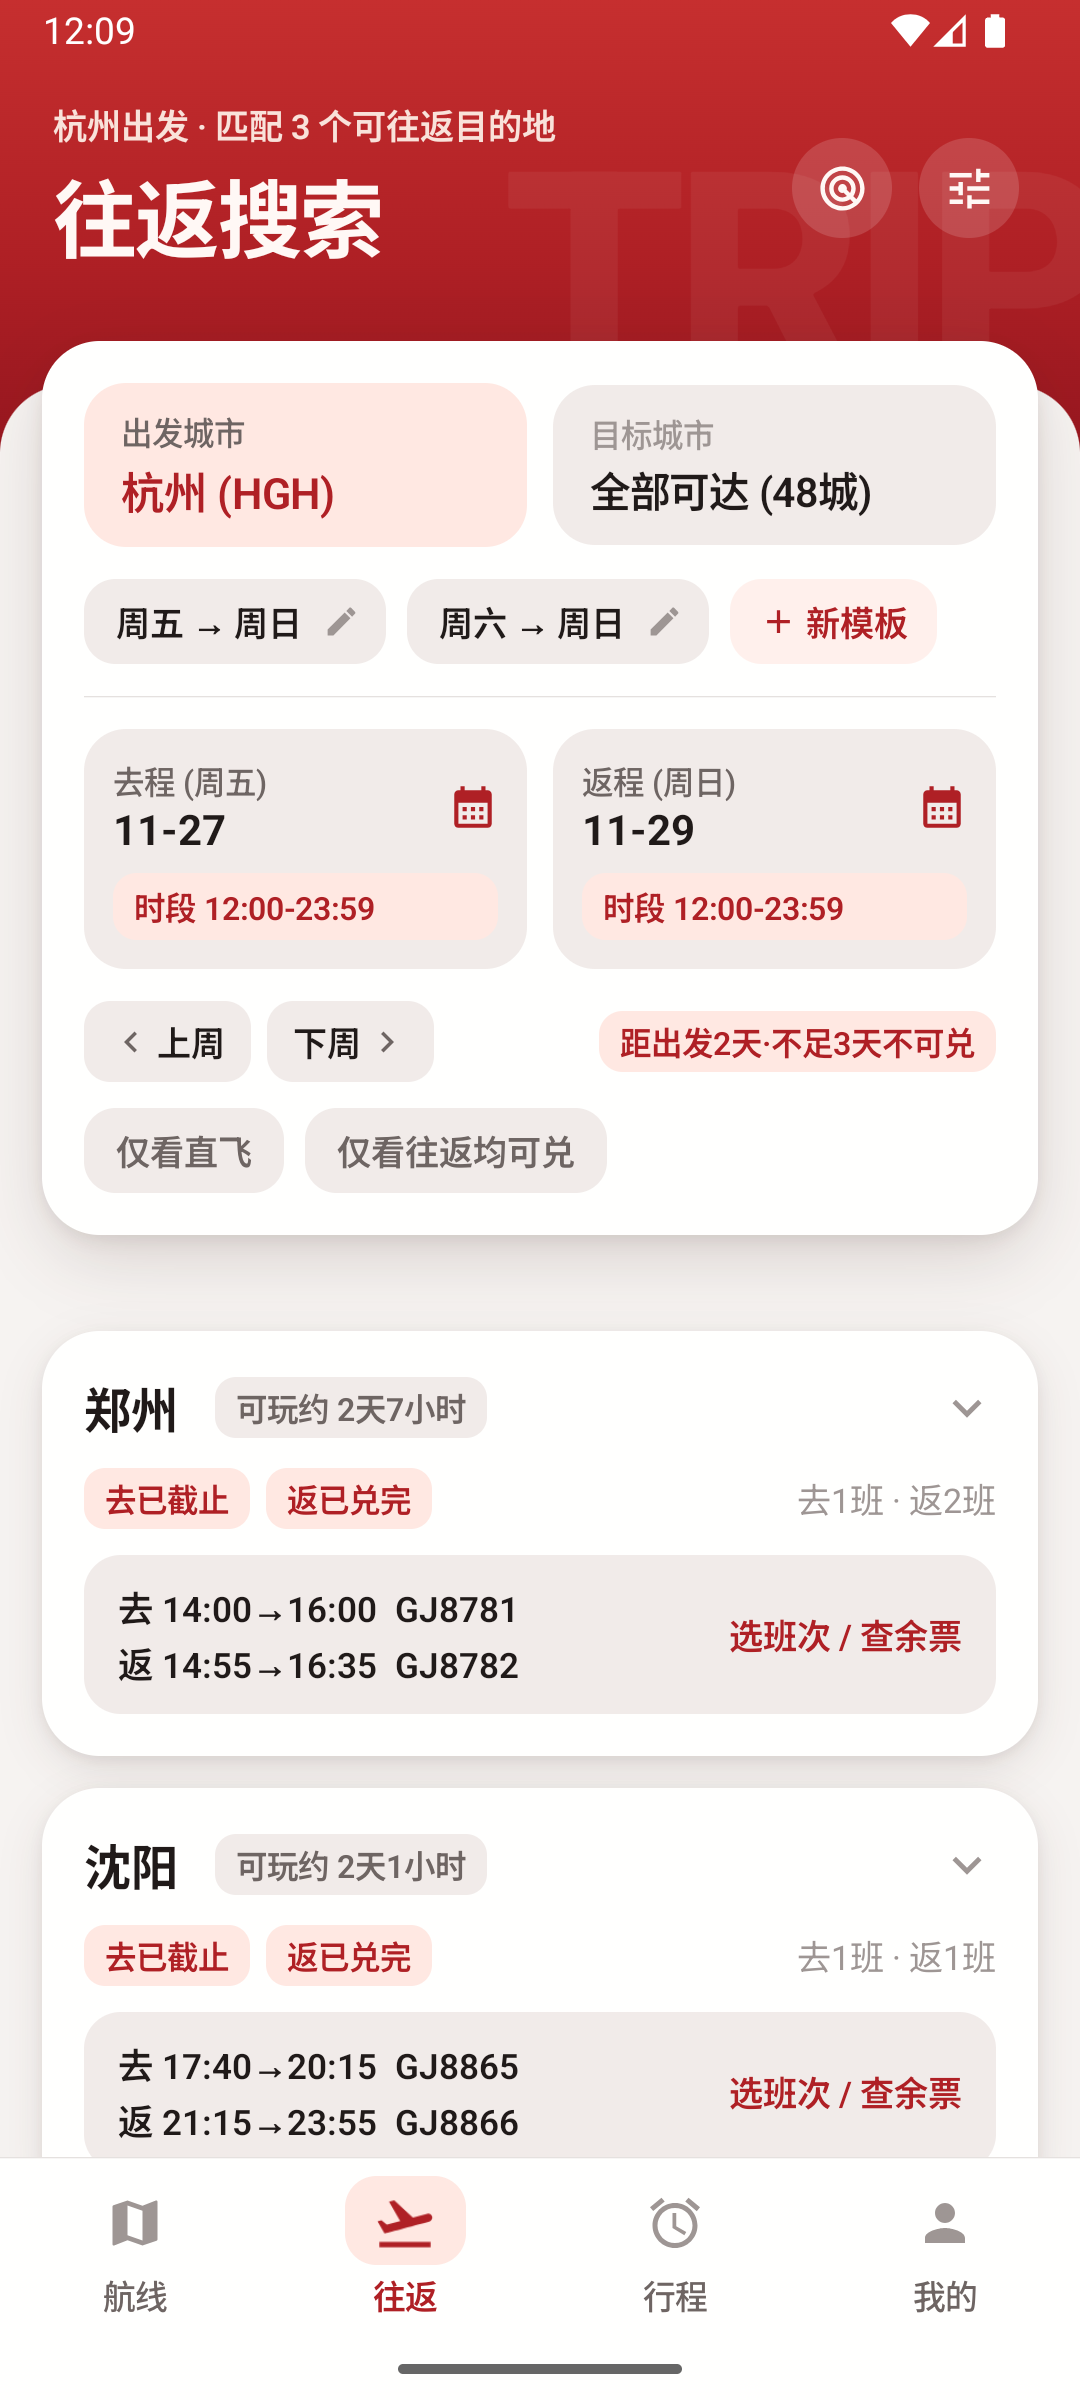 12:09
杭州出发 · 匹配 3 个可往返目的地
往返搜索
TRIP
出发城市
杭州 (HGH)
目标城市
全部可达 (48城)
周五 → 周日
周六 → 周日
+ 新模板
去程 (周五)
11-27
时段 12:00-23:59
返程 (周日)
11-29
时段 12:00-23:59
上周
下周
距出发2天·不足3天不可兑
仅看直飞
仅看往返均可兑
郑州
可玩约 2天7小时
去已截止
返已兑完
去1班 · 返2班
去 14:00→16:00 GJ8781
返 14:55→16:35 GJ8782
选班次 / 查余票
沈阳
可玩约 2天1小时
去已截止
返已兑完
去1班 · 返1班
去 17:40→20:15 GJ8865
返 21:15→23:55 GJ8866
选班次 / 查余票
航线
往返
行程
我的